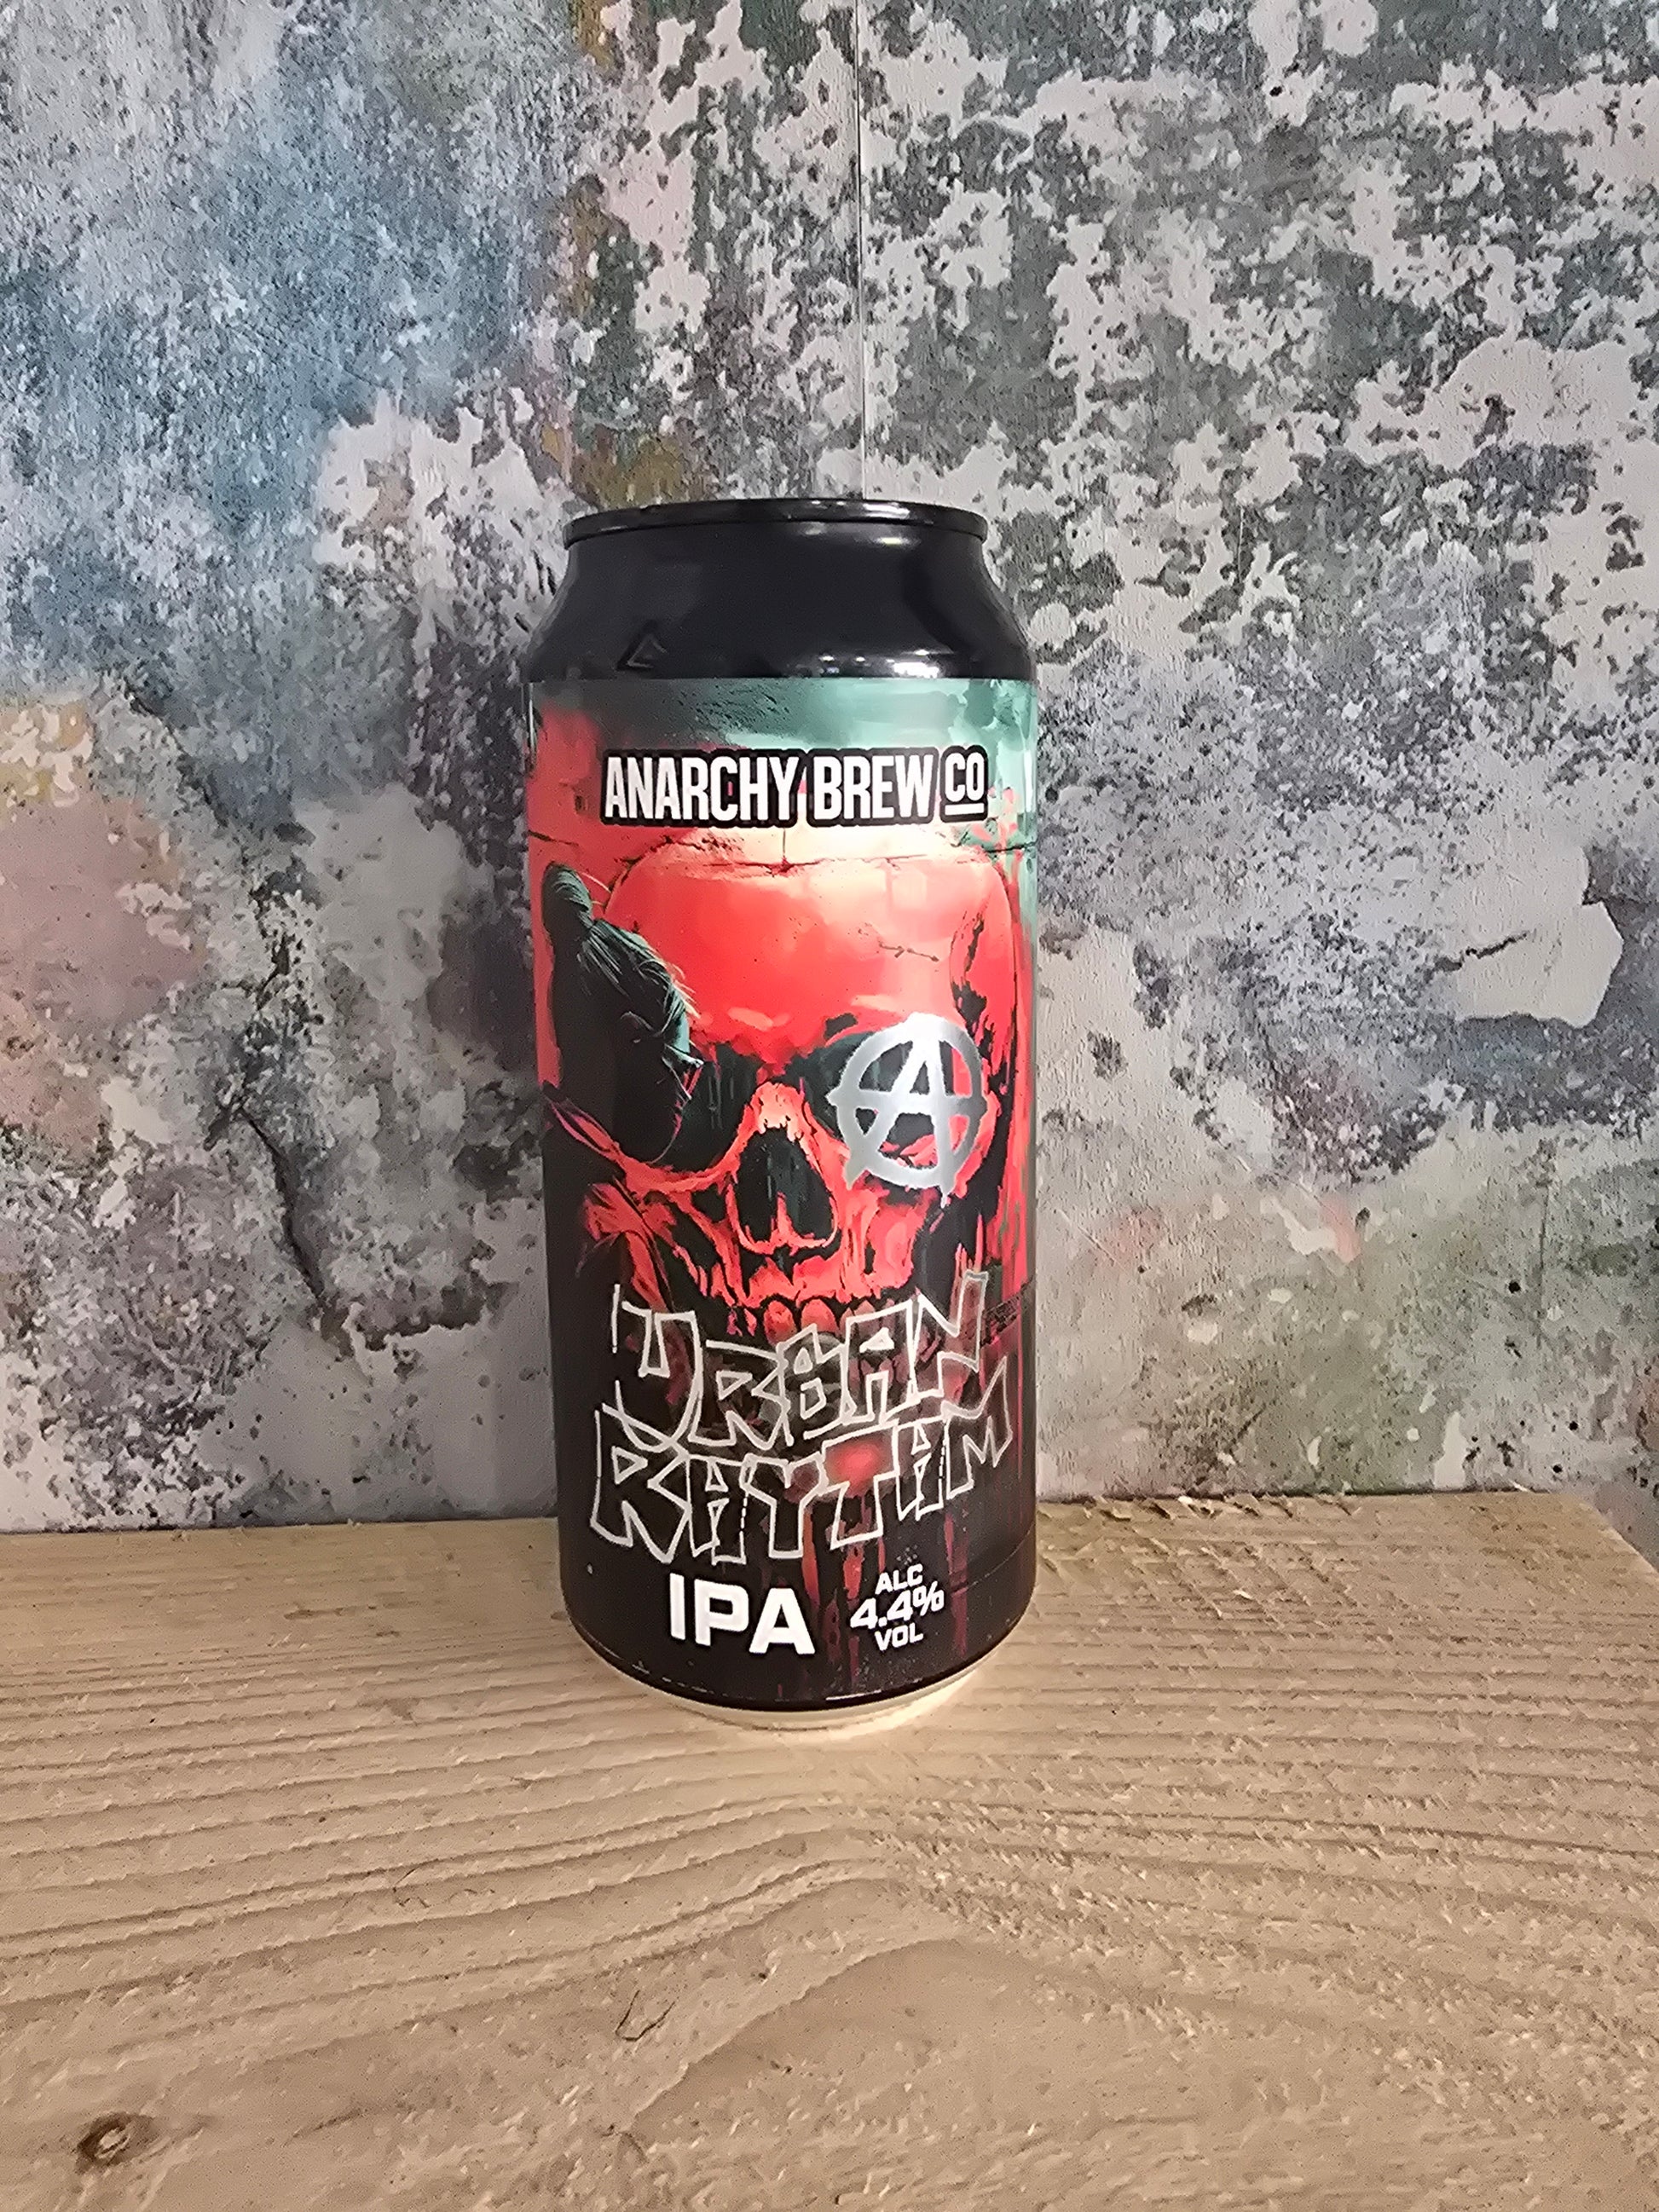 ANARCHY BREW CO
A
URBAN
RHYTHM
IPA
ALC
4.4%
VOL